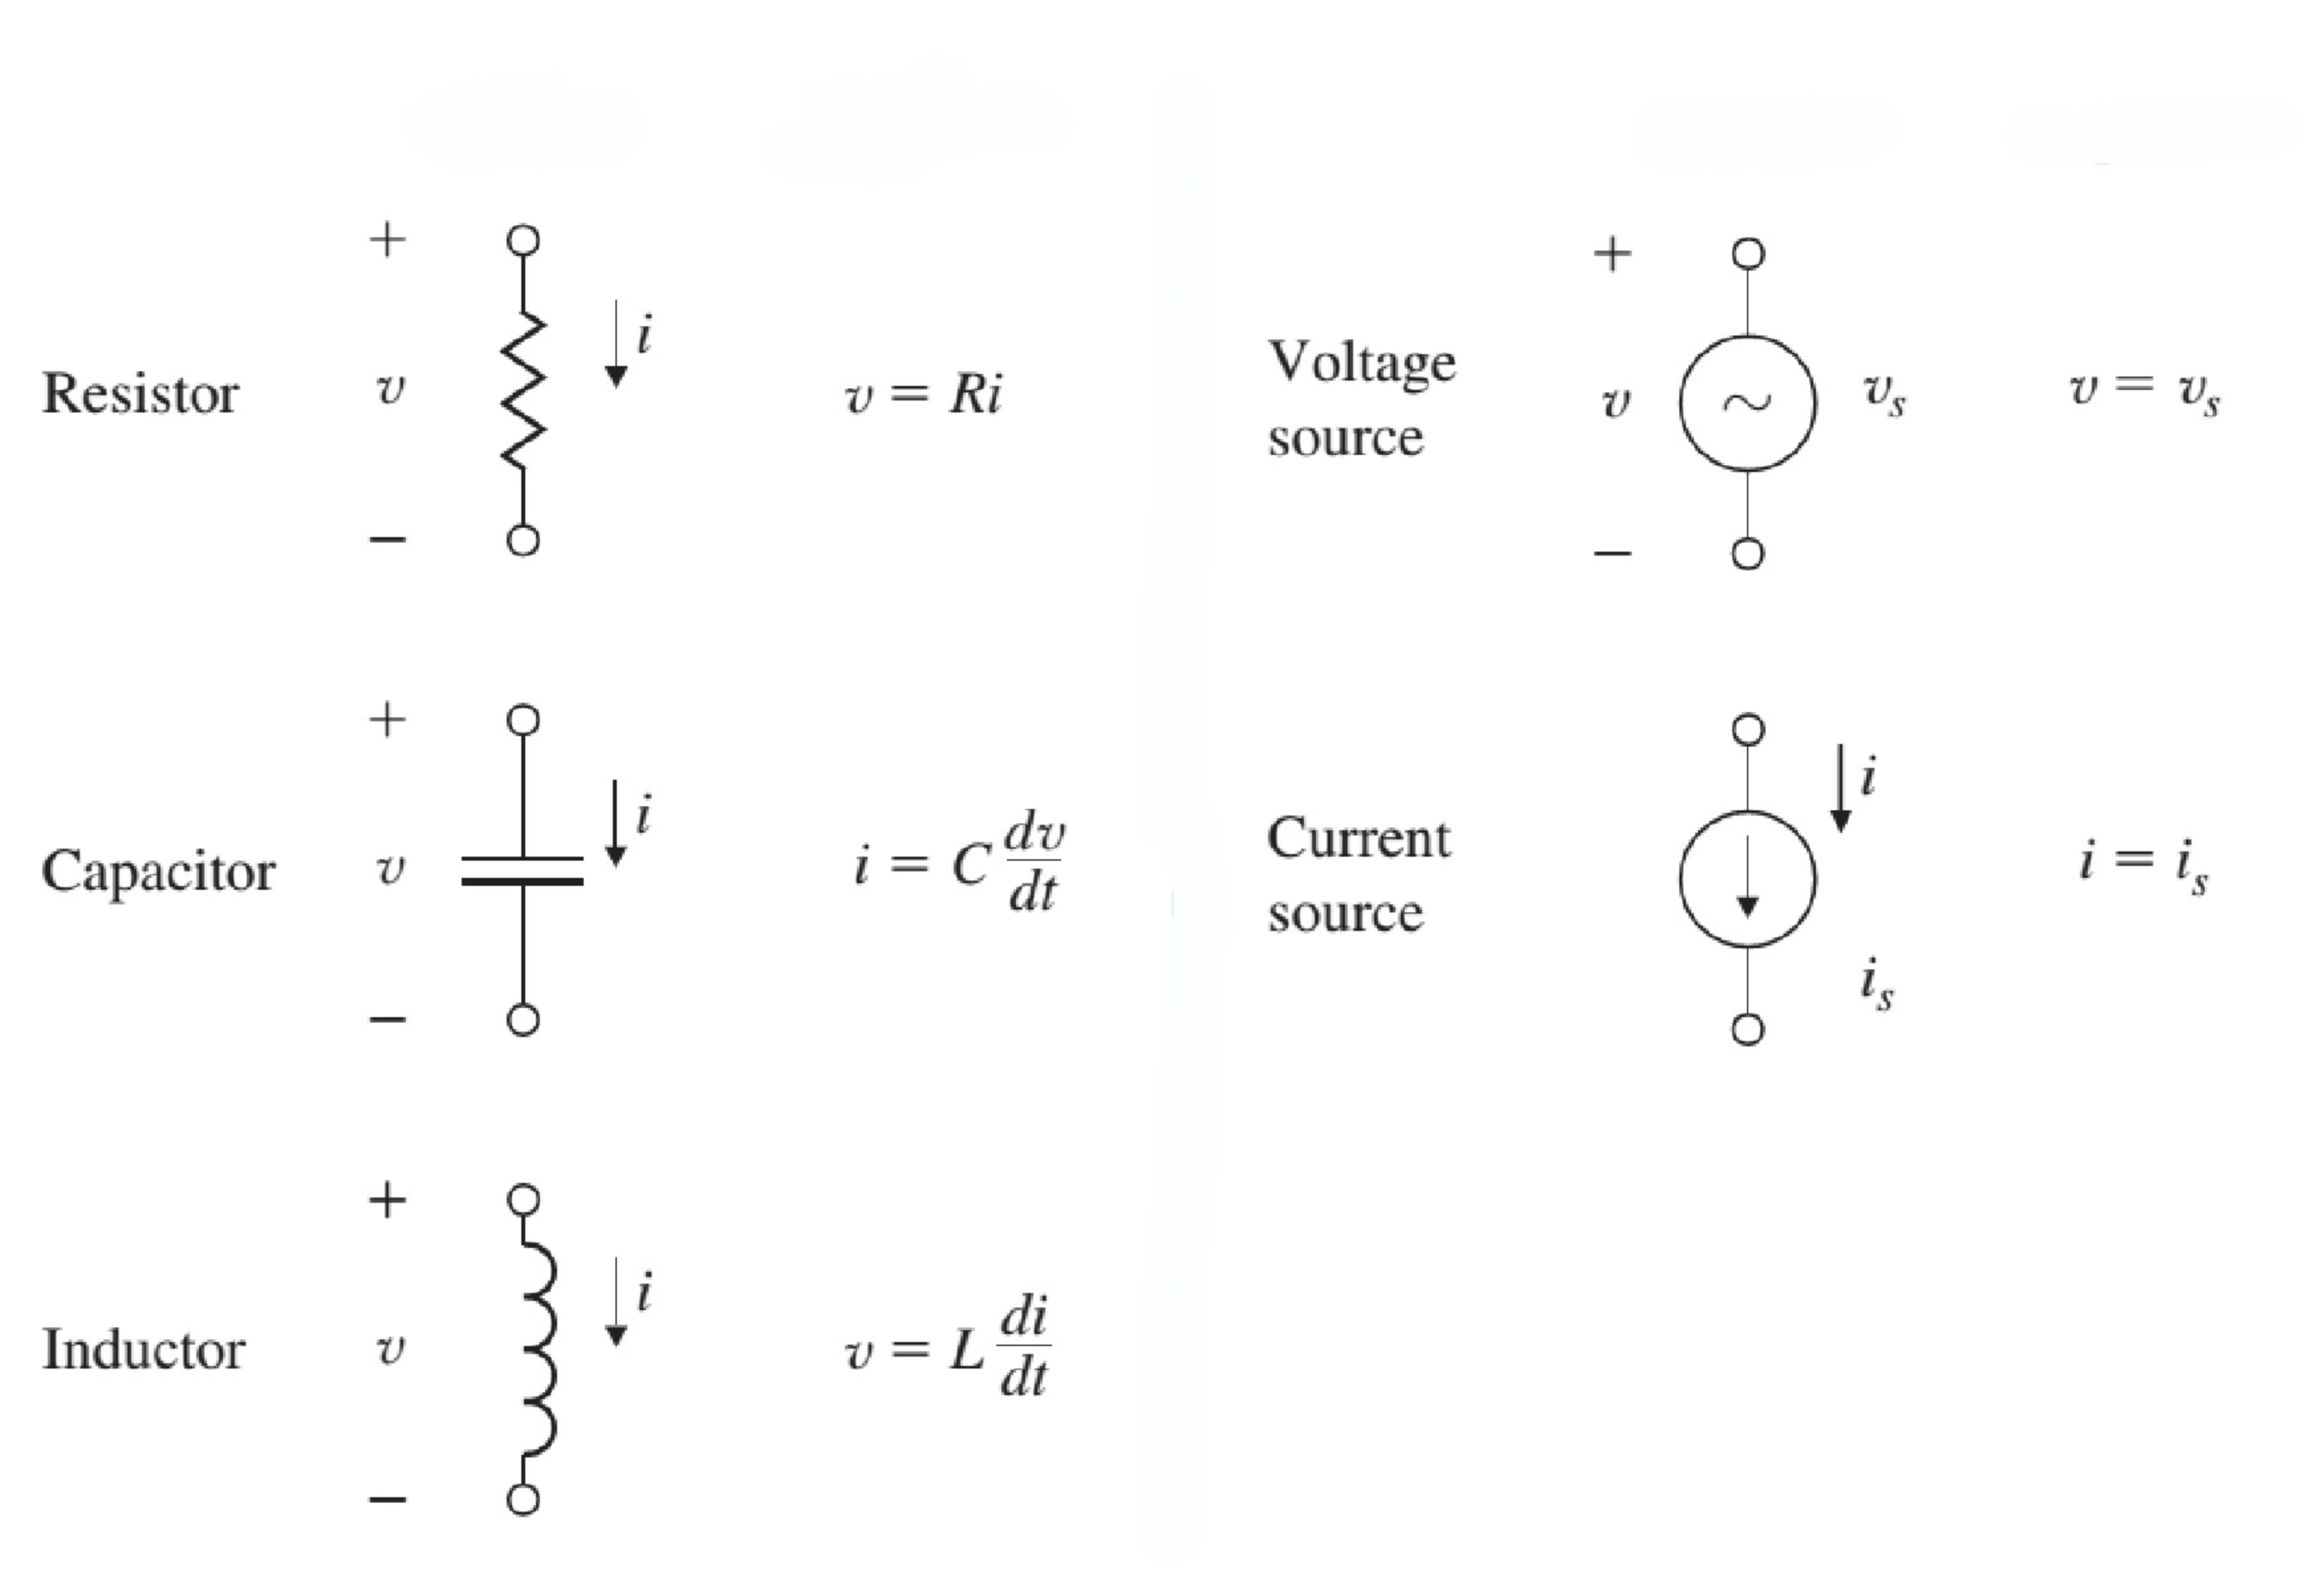 +
i
Resistor v v = Ri
−
+
i
Capacitor v i = C dv/dt
−
+
i
Inductor v v = L di/dt
−
+
Voltage
source v ~ v_s v = v_s
−
i
Current
source i = i_s
i_s